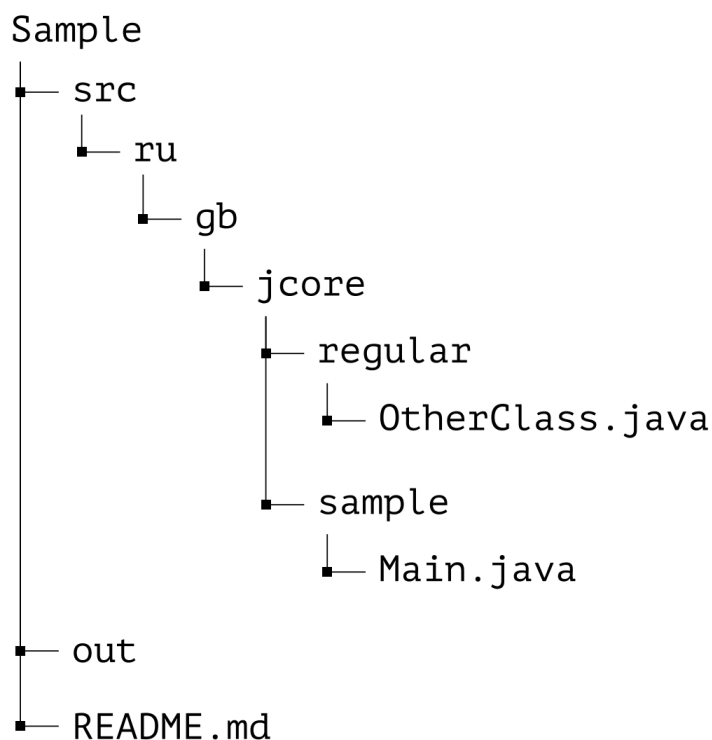 Sample
src
ru
gb
jcore
regular
OtherClass.java
sample
Main.java
out
README.md